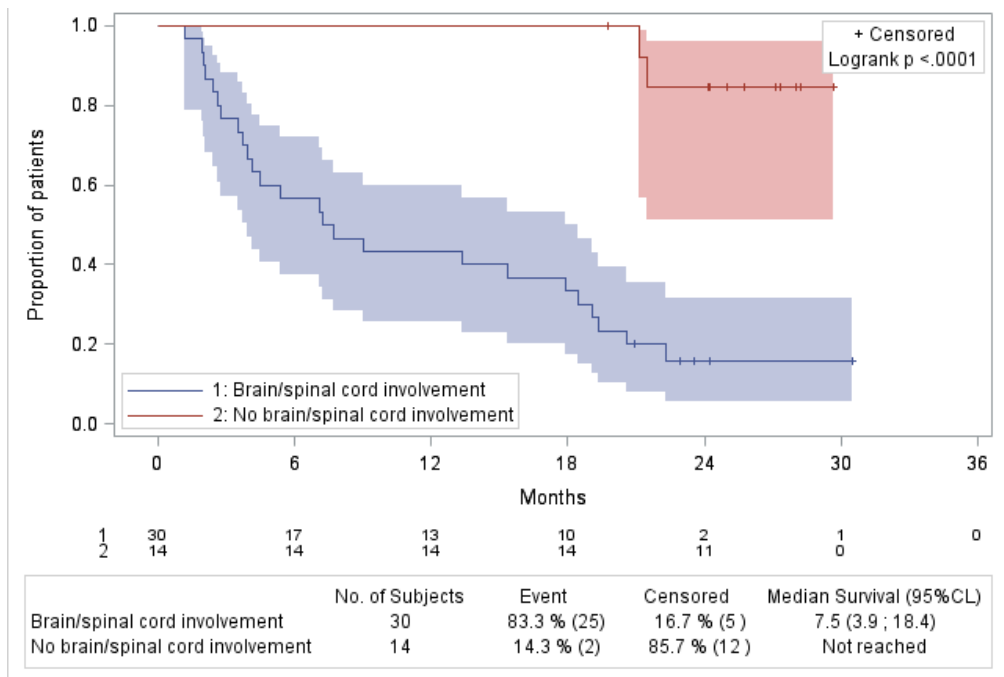 1.0
0.8
0.6
0.4
0.2
0.0
Proportion of patients
+ Censored
Logrank p <.0001
1: Brain/spinal cord involvement
2: No brain/spinal cord involvement
0 6 12 18 24 30 36
Months
1 30 17 13 10 2 1 0
2 14 14 14 14 11 0
No. of Subjects Event Censored Median Survival (95%CL)
Brain/spinal cord involvement 30 83.3 % (25) 16.7 % (5 ) 7.5 (3.9 ; 18.4)
No brain/spinal cord involvement 14 14.3 % (2) 85.7 % (12 ) Not reached